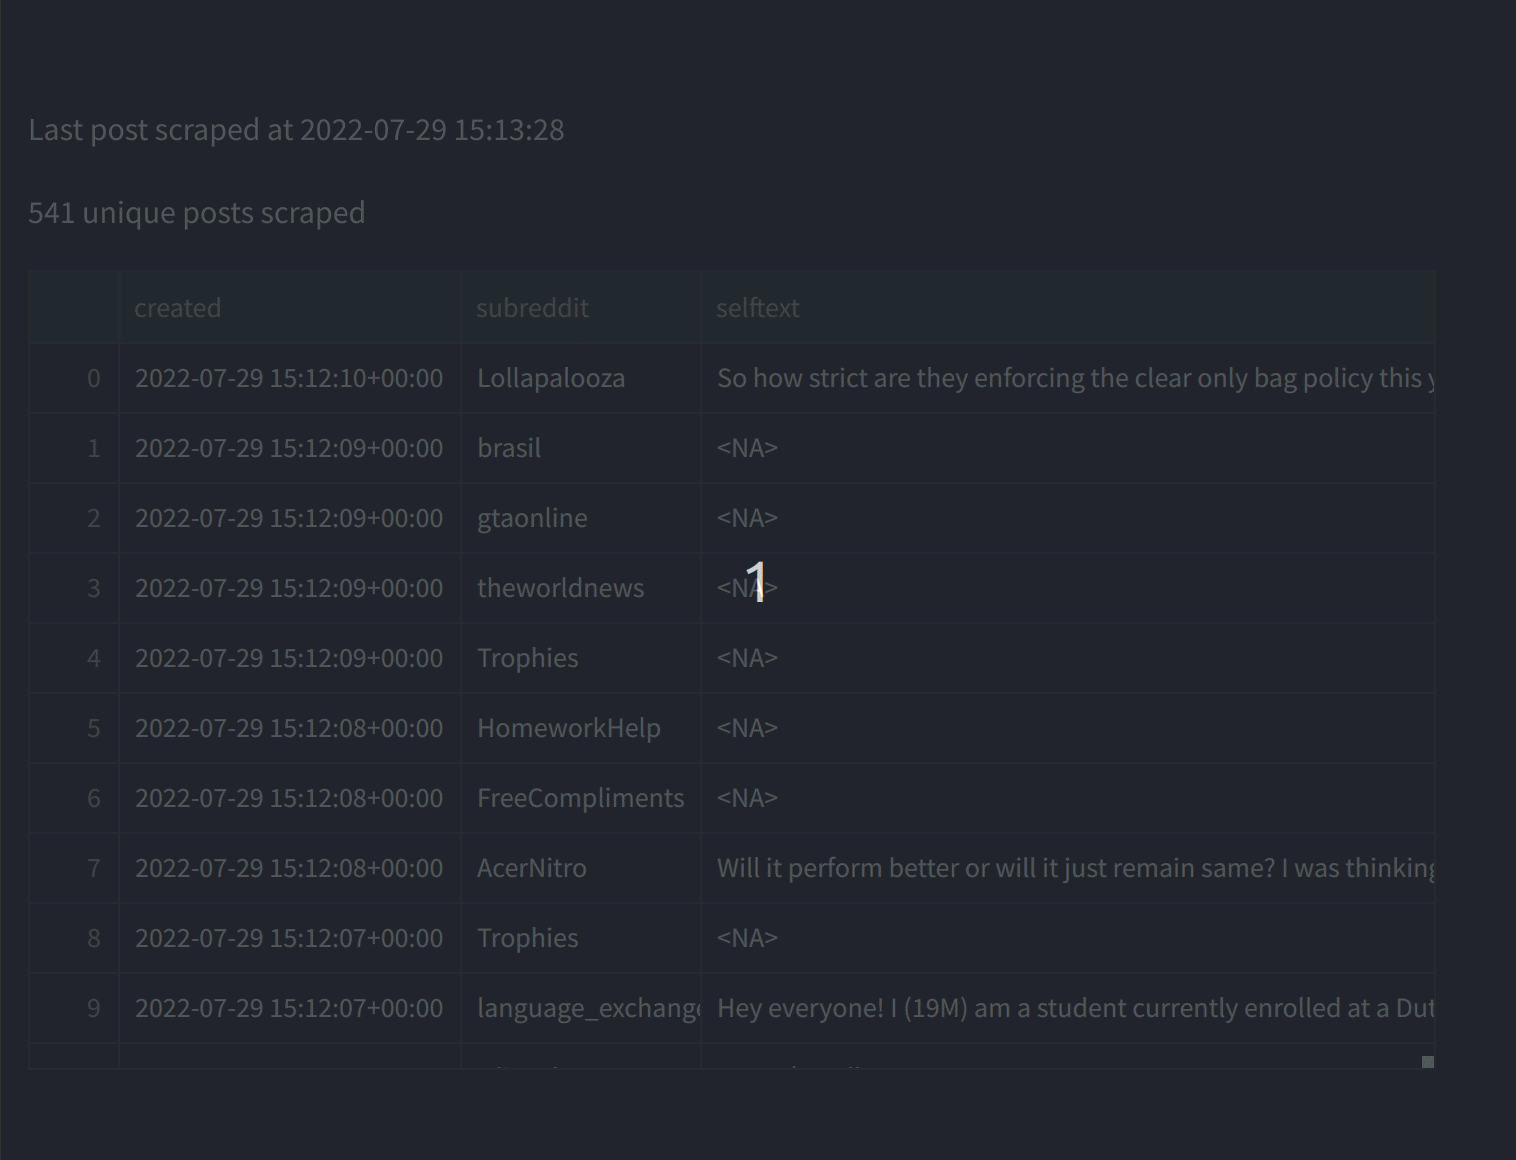 Last post scraped at 2022-07-29 15:13:28
541 unique posts scraped
created subreddit selftext
0 2022-07-29 15:12:10+00:00 Lollapalooza So how strict are they enforcing the clear only bag policy this
1 2022-07-29 15:12:09+00:00 brasil <NA>
2 2022-07-29 15:12:09+00:00 gtaonline <NA>
3 2022-07-29 15:12:09+00:00 theworldnews <NA>
1
4 2022-07-29 15:12:09+00:00 Trophies <NA>
5 2022-07-29 15:12:08+00:00 HomeworkHelp <NA>
6 2022-07-29 15:12:08+00:00 FreeCompliments <NA>
7 2022-07-29 15:12:08+00:00 AcerNitro Will it perform better or will it just remain same? I was thinking
8 2022-07-29 15:12:07+00:00 Trophies <NA>
9 2022-07-29 15:12:07+00:00 language_exchange Hey everyone! I (19M) am a student currently enrolled at a Dut